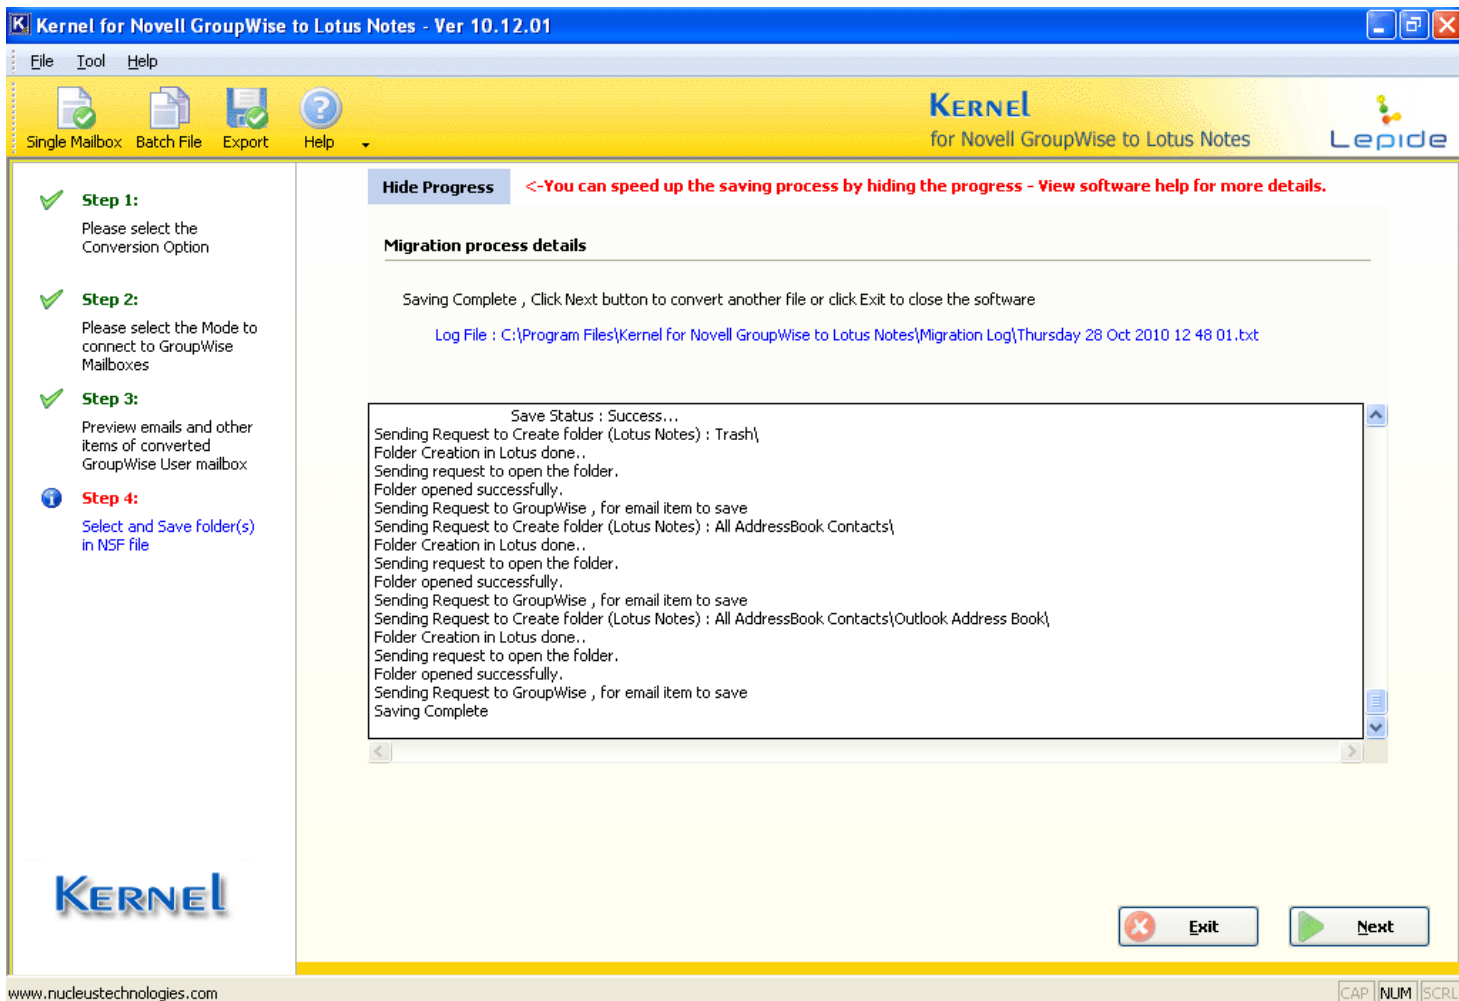 Kernel for Novell GroupWise to Lotus Notes - Ver 10.12.01
File Tool Help
Single Mailbox Batch File Export Help
KERNEL
for Novell GroupWise to Lotus Notes
Lepide
Step 1:
Please select the
Conversion Option
Step 2:
Please select the Mode to
connect to GroupWise
Mailboxes
Step 3:
Preview emails and other
items of converted
GroupWise User mailbox
Step 4:
Select and Save folder(s)
in NSF file
KERNEL
Hide Progress <-You can speed up the saving process by hiding the progress - View software help for more details.
Migration process details
Saving Complete , Click Next button to convert another file or click Exit to close the software
Log File : C:\Program Files\Kernel for Novell GroupWise to Lotus Notes\Migration Log\Thursday 28 Oct 2010 12 48 01.txt
Save Status : Success...
Sending Request to Create folder (Lotus Notes) : Trash\
Folder Creation in Lotus done..
Sending request to open the folder.
Folder opened successfully.
Sending Request to GroupWise , for email item to save
Sending Request to Create folder (Lotus Notes) : All AddressBook Contacts\
Folder Creation in Lotus done..
Sending request to open the folder.
Folder opened successfully.
Sending Request to GroupWise , for email item to save
Sending Request to Create folder (Lotus Notes) : All AddressBook Contacts\Outlook Address Book\
Folder Creation in Lotus done..
Sending request to open the folder.
Folder opened successfully.
Sending Request to GroupWise , for email item to save
Saving Complete
Exit Next
www.nucleustechnologies.com
CAP NUM SCRL